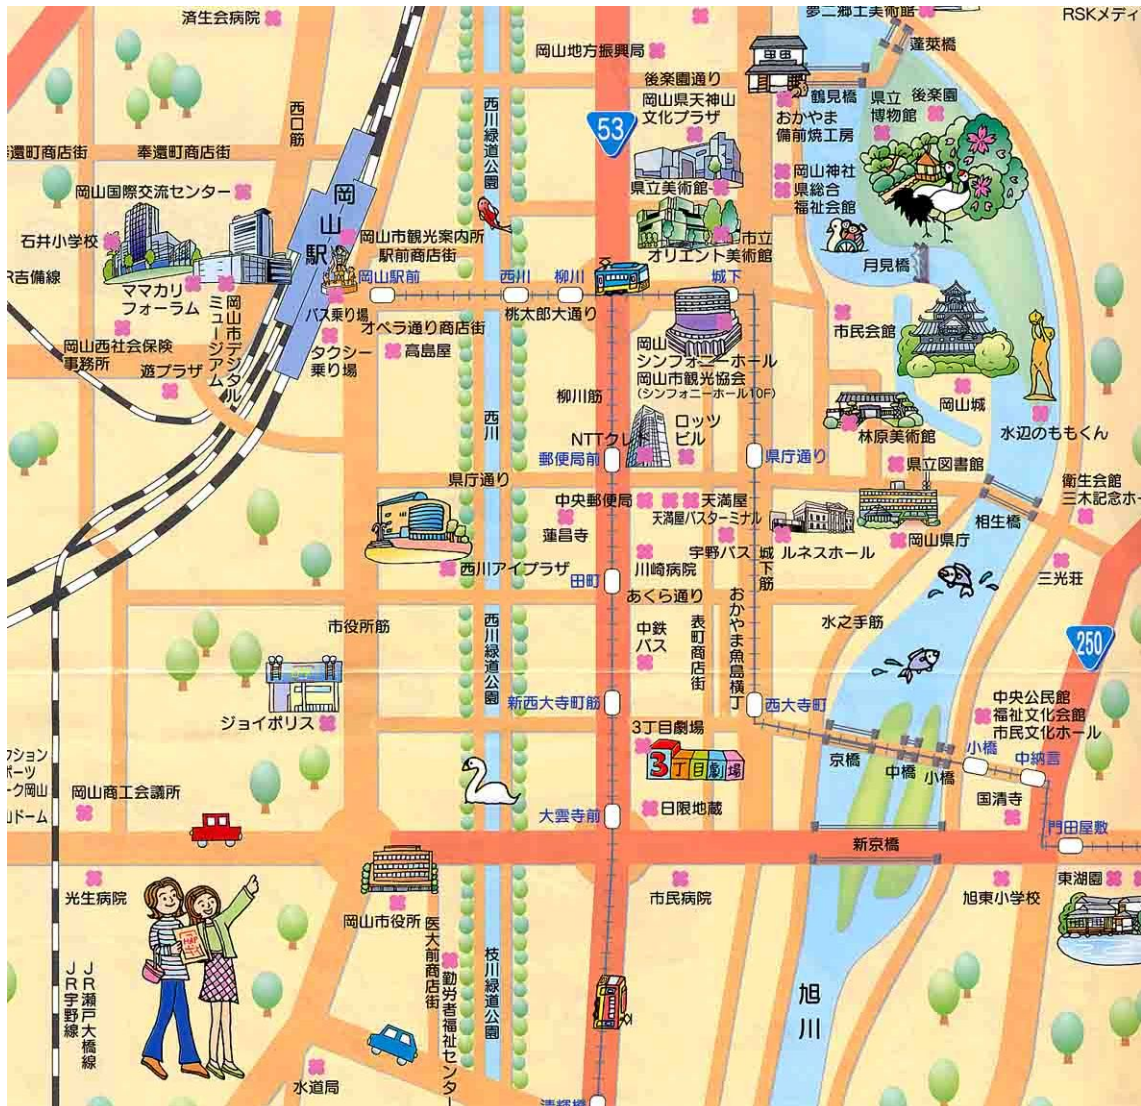 済生会病院
夢二郷土美術館
RSKメディ
蓬莱橋
岡山地方振興局
後楽園通り
鶴見橋
県立
博物館
後楽園
西口筋
西川緑道公園
53
岡山県天神山
文化プラザ
おかやま
備前焼工房
奉還町商店街
奉還町商店街
岡山国際交流センター
岡山駅
県立美術館
岡山神社
県総合
福祉会館
石井小学校
岡山市観光案内所
駅前商店街
市立
オリエント美術館
月見橋
R吉備線
ママカリ
フォーラム
岡山市デジタル
ミュージアム
岡山駅前
西川
柳川
城下
バス乗り場
オペラ通り商店街
桃太郎大通り
市民会館
岡山西社会保険
事務所
遊プラザ
タクシー
乗り場
高島屋
岡山
シンフォニーホール
岡山市観光協会
(シンフォニーホール10F)
岡山城
柳川筋
西川
NTTクレド
ロッツ
ビル
林原美術館
水辺のももくん
郵便局前
県庁通り
県立図書館
県庁通り
衛生会館
三木記念ホー
中央郵便局
天満屋
天満屋バスターミナル
蓮昌寺
宇野バス
城下筋
ルネスホール
岡山県庁
相生橋
西川アイプラザ
川崎病院
三光荘
田町
あくら通り
おかやま魚島横丁
市役所筋
西川緑道公園
中鉄
バス
表町商店街
水之手筋
250
新西大寺町筋
西大寺町
中央公民館
福祉文化会館
市民文化ホール
ジョイポリス
3丁目劇場
3丁目劇場
京橋
中橋
小橋
小橋
中納言
クション
ポーツ
ーク岡山
山ドーム
岡山商工会議所
大雲寺前
日限地蔵
国清寺
新京橋
門田屋敷
光生病院
岡山市役所
医大前商店街
市民病院
旭東小学校
東湖園
JR瀬戸大橋線
JR宇野線
勤労者福祉センター
枝川緑道公園
旭川
水道局
清輝橋